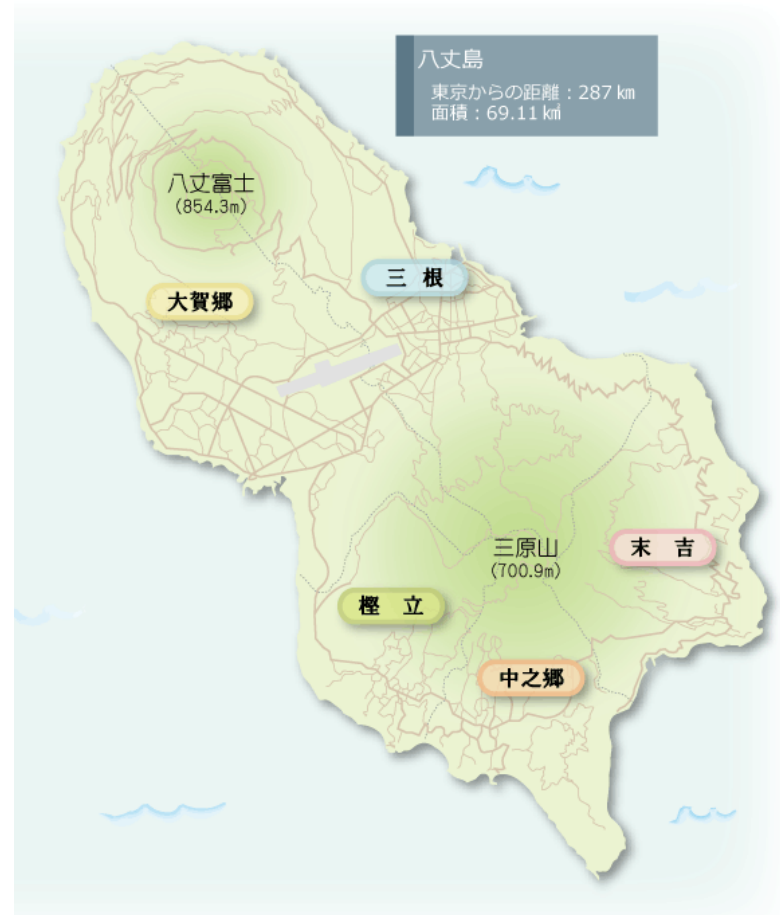 八丈島
東京からの距離：287 ㎞
面積：69.11 ㎢
八丈富士
(854.3m)
三 根
大賀郷
三原山
(700.9m)
末 吉
樫 立
中之郷